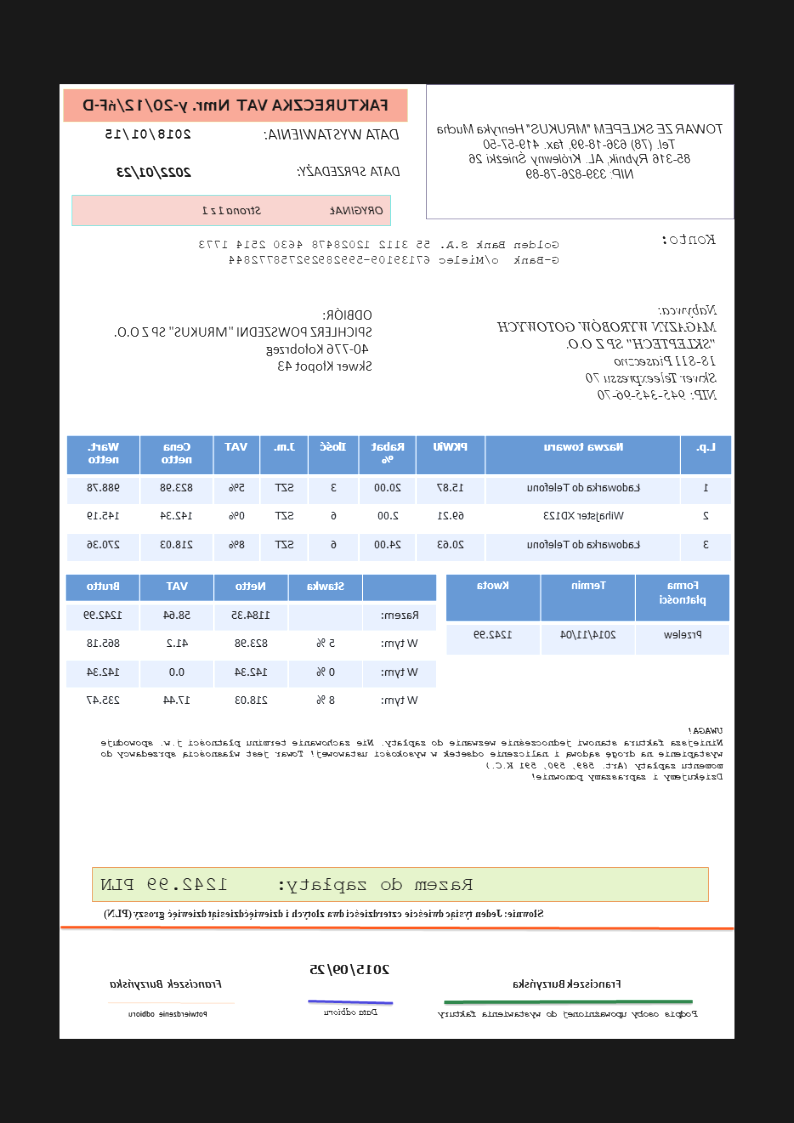 TOWAR ZE SKLEPEM "MRUKUS" Henryka Mucha
Tel. (78) 636-18-99, fax. 419-57-50
85-316 Rybnik, AL. Królewny Śnieżki 26
NIP: 339-826-78-89
FAKTURECZKA VAT Nmr. y-20/12/ńF-D
DATA WYSTAWIENIA: 2018/01/15
DATA SPRZEDAŻY: 2022/01/23
ORYGINAŁ Strona 1 z 1
Konto: Golden Bank S.A. 55 3112 12028478 4630 2514 1773
G-Bank o/Mielec 67139109-599289292758772844
Nabywca:
MAGAZYN WYROBÓW GOTOWYCH
"SKLEPTECH" SP Z O.O.
18-811 Piaseczno
Skwer Teleexpressu 70
NIP: 945-345-96-70
ODBIÓR:
SPICHLERZ POWSZEDNI "MRUKUS" SP Z O.O.
40-776 Kołobrzeg
Skwer Kłopot 43
L.p. Nazwa towaru PKWiU Rabat % Ilość J.m. VAT Cena netto Wart. netto
1 Ładowarka do Telefonu 15.87 20.00 3 SZT 5% 823.98 988.78
2 Wihajster XD123 69.21 2.00 6 SZT 0% 142.34 145.19
3 Ładowarka do Telefonu 20.63 24.00 6 SZT 8% 218.03 270.36
Forma płatności Termin Kwota
Przelew 2014/11/04 1242.99
Stawka Netto VAT Brutto
Razem: 1184.35 58.64 1242.99
W tym: 5 % 823.98 41.2 865.18
W tym: 0 % 142.34 0.0 142.34
W tym: 8 % 218.03 17.44 235.47
UWAGA!
Niniejsza faktura stanowi jednocześnie wezwanie do zapłaty. Nie zachowanie terminu płatności j.w. spowoduje
wystąpienie na drogę sądową i naliczenie odsetek w wysokości ustawowej! Towar jest własnością sprzedawcy do
momentu zapłaty (Art. 589, 590, 591 K.C.)
Dziękujemy i zapraszamy ponownie!
Razem do zapłaty: 1242.99 PLN
Słownie: Jeden tysiąc dwieście czterdzieści dwa złotych i dziewięćdziesiąt dziewięć groszy (PLN)
Franciszek Burzyńska
Podpis osoby upoważnionej do wystawienia faktury
2015/09/25
Data odbioru
Franciszek Burzyńska
Potwierdzenie odbioru